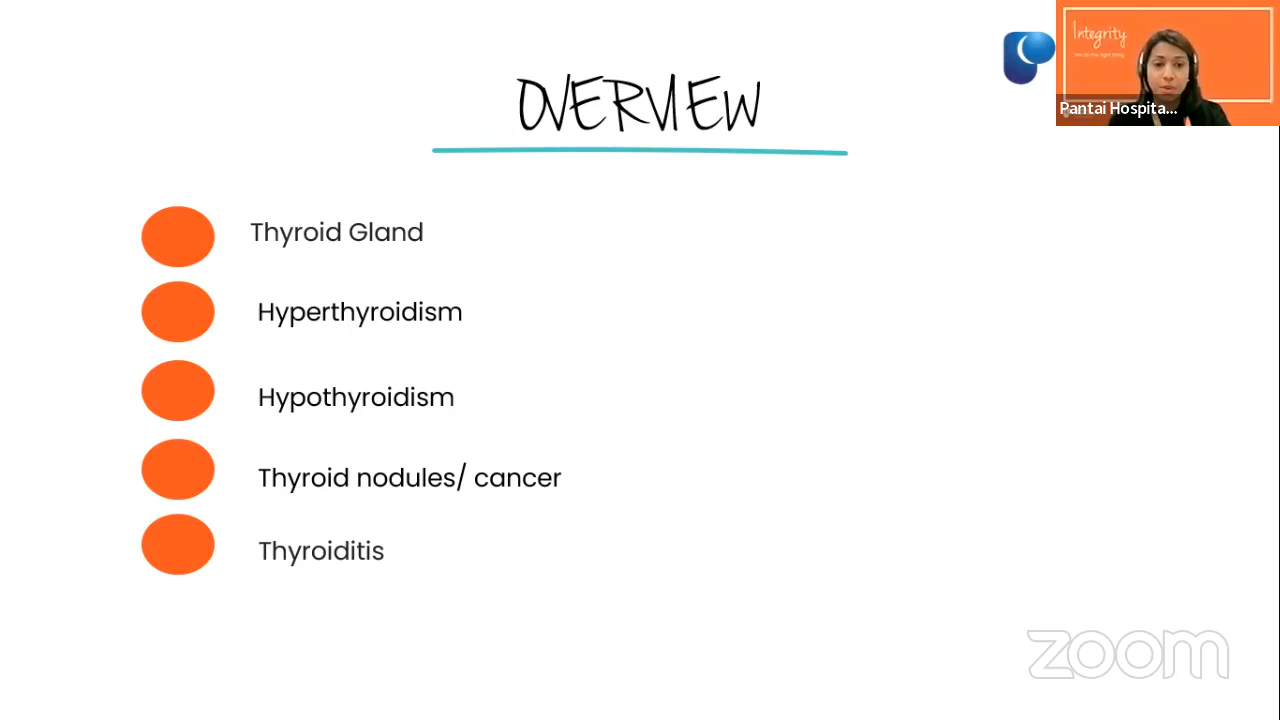 OVERVIEW
Integrity
Pantai Hospita...
Thyroid Gland
Hyperthyroidism
Hypothyroidism
Thyroid nodules/ cancer
Thyroiditis
zoom